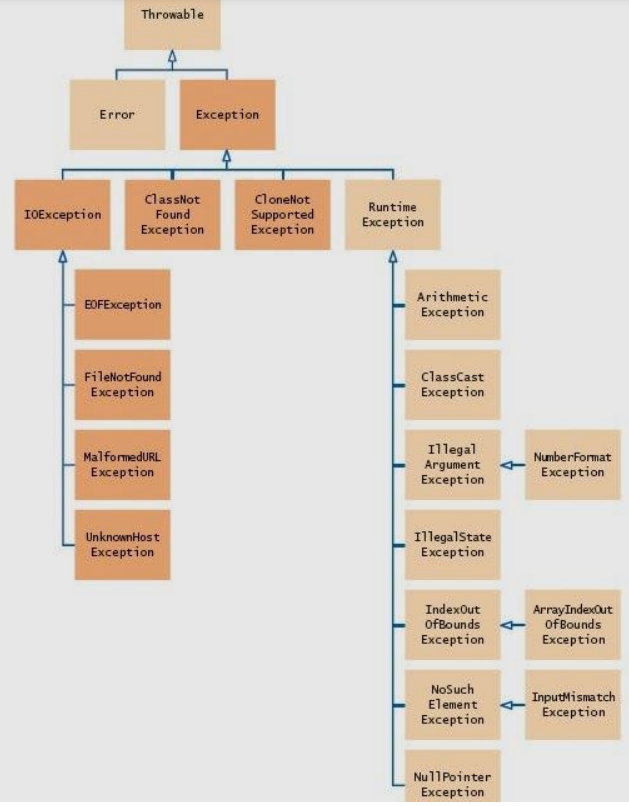 Throwable
Error
Exception
IOException
ClassNot
Found
Exception
CloneNot
Supported
Exception
Runtime
Exception
EOFException
FileNotFound
Exception
MalformedURL
Exception
UnknownHost
Exception
Arithmetic
Exception
ClassCast
Exception
Illegal
Argument
Exception
NumberFormat
Exception
IllegalState
Exception
IndexOut
OfBounds
Exception
ArrayIndexOut
OfBounds
Exception
NoSuch
Element
Exception
InputMismatch
Exception
NullPointer
Exception